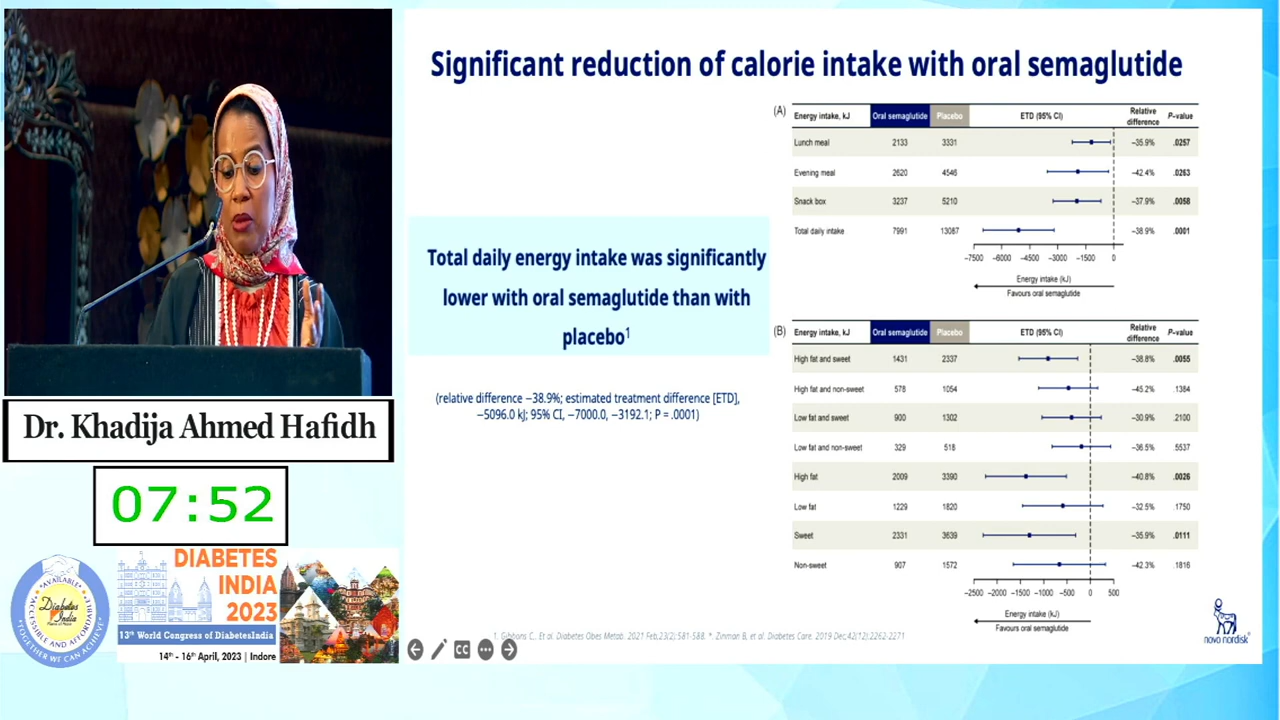 Significant reduction of calorie intake with oral semaglutide
Total daily energy intake was significantly
lower with oral semaglutide than with
placebo1
(relative difference −38.9%; estimated treatment difference [ETD],
−5096.0 kJ; 95% CI, −7000.0, −3192.1; P = .0001)
(A)
Energy intake, kJ Oral semaglutide Placebo ETD (95% CI) Relative difference P-value
Lunch meal 2133 3331 −35.9% .0257
Evening meal 2620 4546 −42.4% .0263
Snack box 3237 5210 −37.9% .0058
Total daily intake 7991 13087 −38.9% .0001
−7500 −6000 −4500 −3000 −1500 0
Energy intake (kJ)
Favours oral semaglutide
(B)
Energy intake, kJ Oral semaglutide Placebo ETD (95% CI) Relative difference P-value
High fat and sweet 1431 2337 −38.8% .0055
High fat and non-sweet 578 1054 −45.2% .1384
Low fat and sweet 900 1302 −30.9% .2100
Low fat and non-sweet 329 518 −36.5% .5537
High fat 2009 3390 −40.8% .0026
Low fat 1229 1820 −32.5% .1750
Sweet 2331 3639 −35.9% .0111
Non-sweet 907 1572 −42.3% .1816
−2500 −2000 −1500 −1000 −500 0 500
Energy intake (kJ)
Favours oral semaglutide
1. Gibbons C.. Et al. Diabetes Obes Metab. 2021 Feb;23(2):581-588. *. Zinman B, et al. Diabetes Care. 2019 Dec;42(12):2262-2271
novo nordisk
CC
Dr. Khadija Ahmed Hafidh
07:52
AVAILABLE
ACCESSIBLE AND AFFORDABLE
TOGETHER WE CAN ACHIEVE
Diabetes
India
DIABETES
INDIA
2023
13th World Congress of DiabetesIndia
14th - 16th April, 2023 | Indore